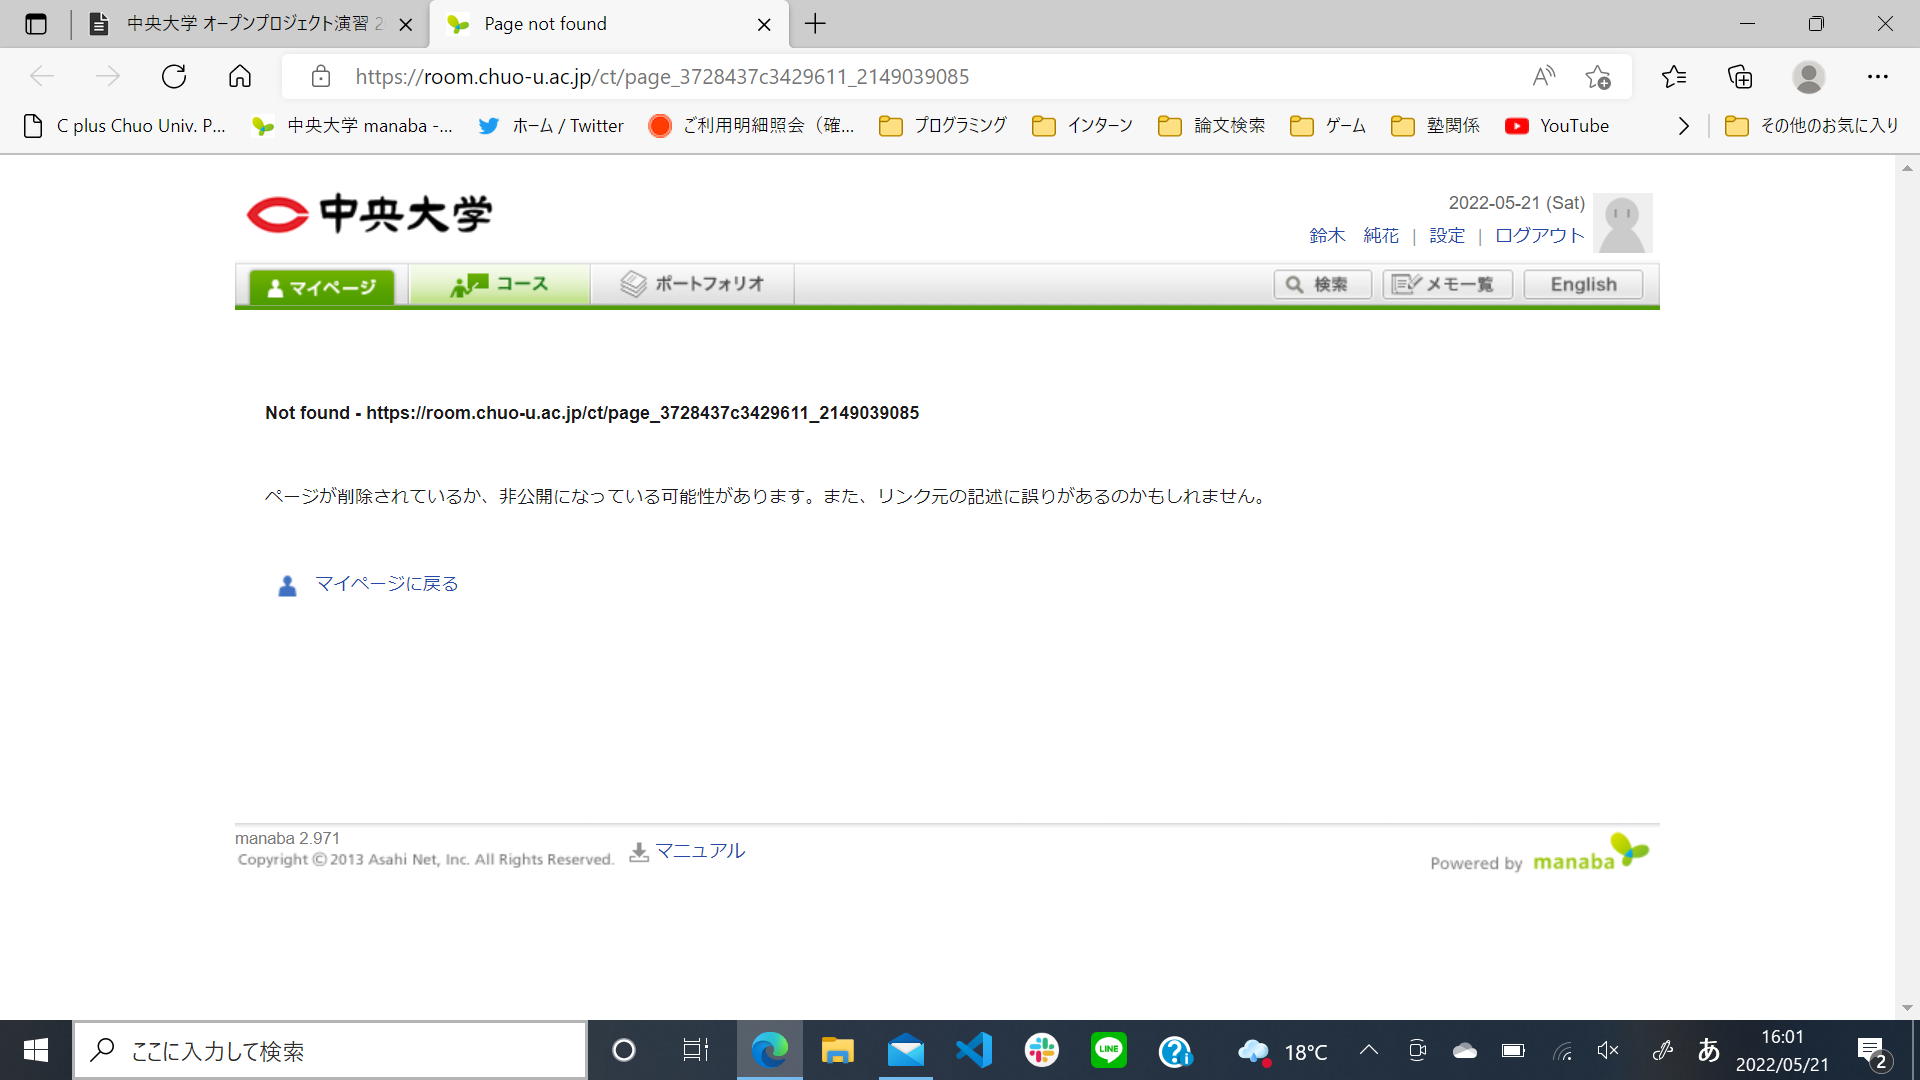 中央大学 オープンプロジェクト演習 2
Page not found
https://room.chuo-u.ac.jp/ct/page_3728437c3429611_2149039085
C plus Chuo Univ. P...
中央大学 manaba -...
ホーム / Twitter
ご利用明細照会（確...
プログラミング
インターン
論文検索
ゲーム
塾関係
YouTube
その他のお気に入り
中央大学
2022-05-21 (Sat)
鈴木 純花 | 設定 | ログアウト
マイページ
コース
ポートフォリオ
検索
メモ一覧
English
Not found - https://room.chuo-u.ac.jp/ct/page_3728437c3429611_2149039085
ページが削除されているか、非公開になっている可能性があります。また、リンク元の記述に誤りがあるのかもしれません。
マイページに戻る
manaba 2.971
Copyright © 2013 Asahi Net, Inc. All Rights Reserved.
マニュアル
Powered by manaba
ここに入力して検索
LINE
18°C
あ
16:01
2022/05/21
2